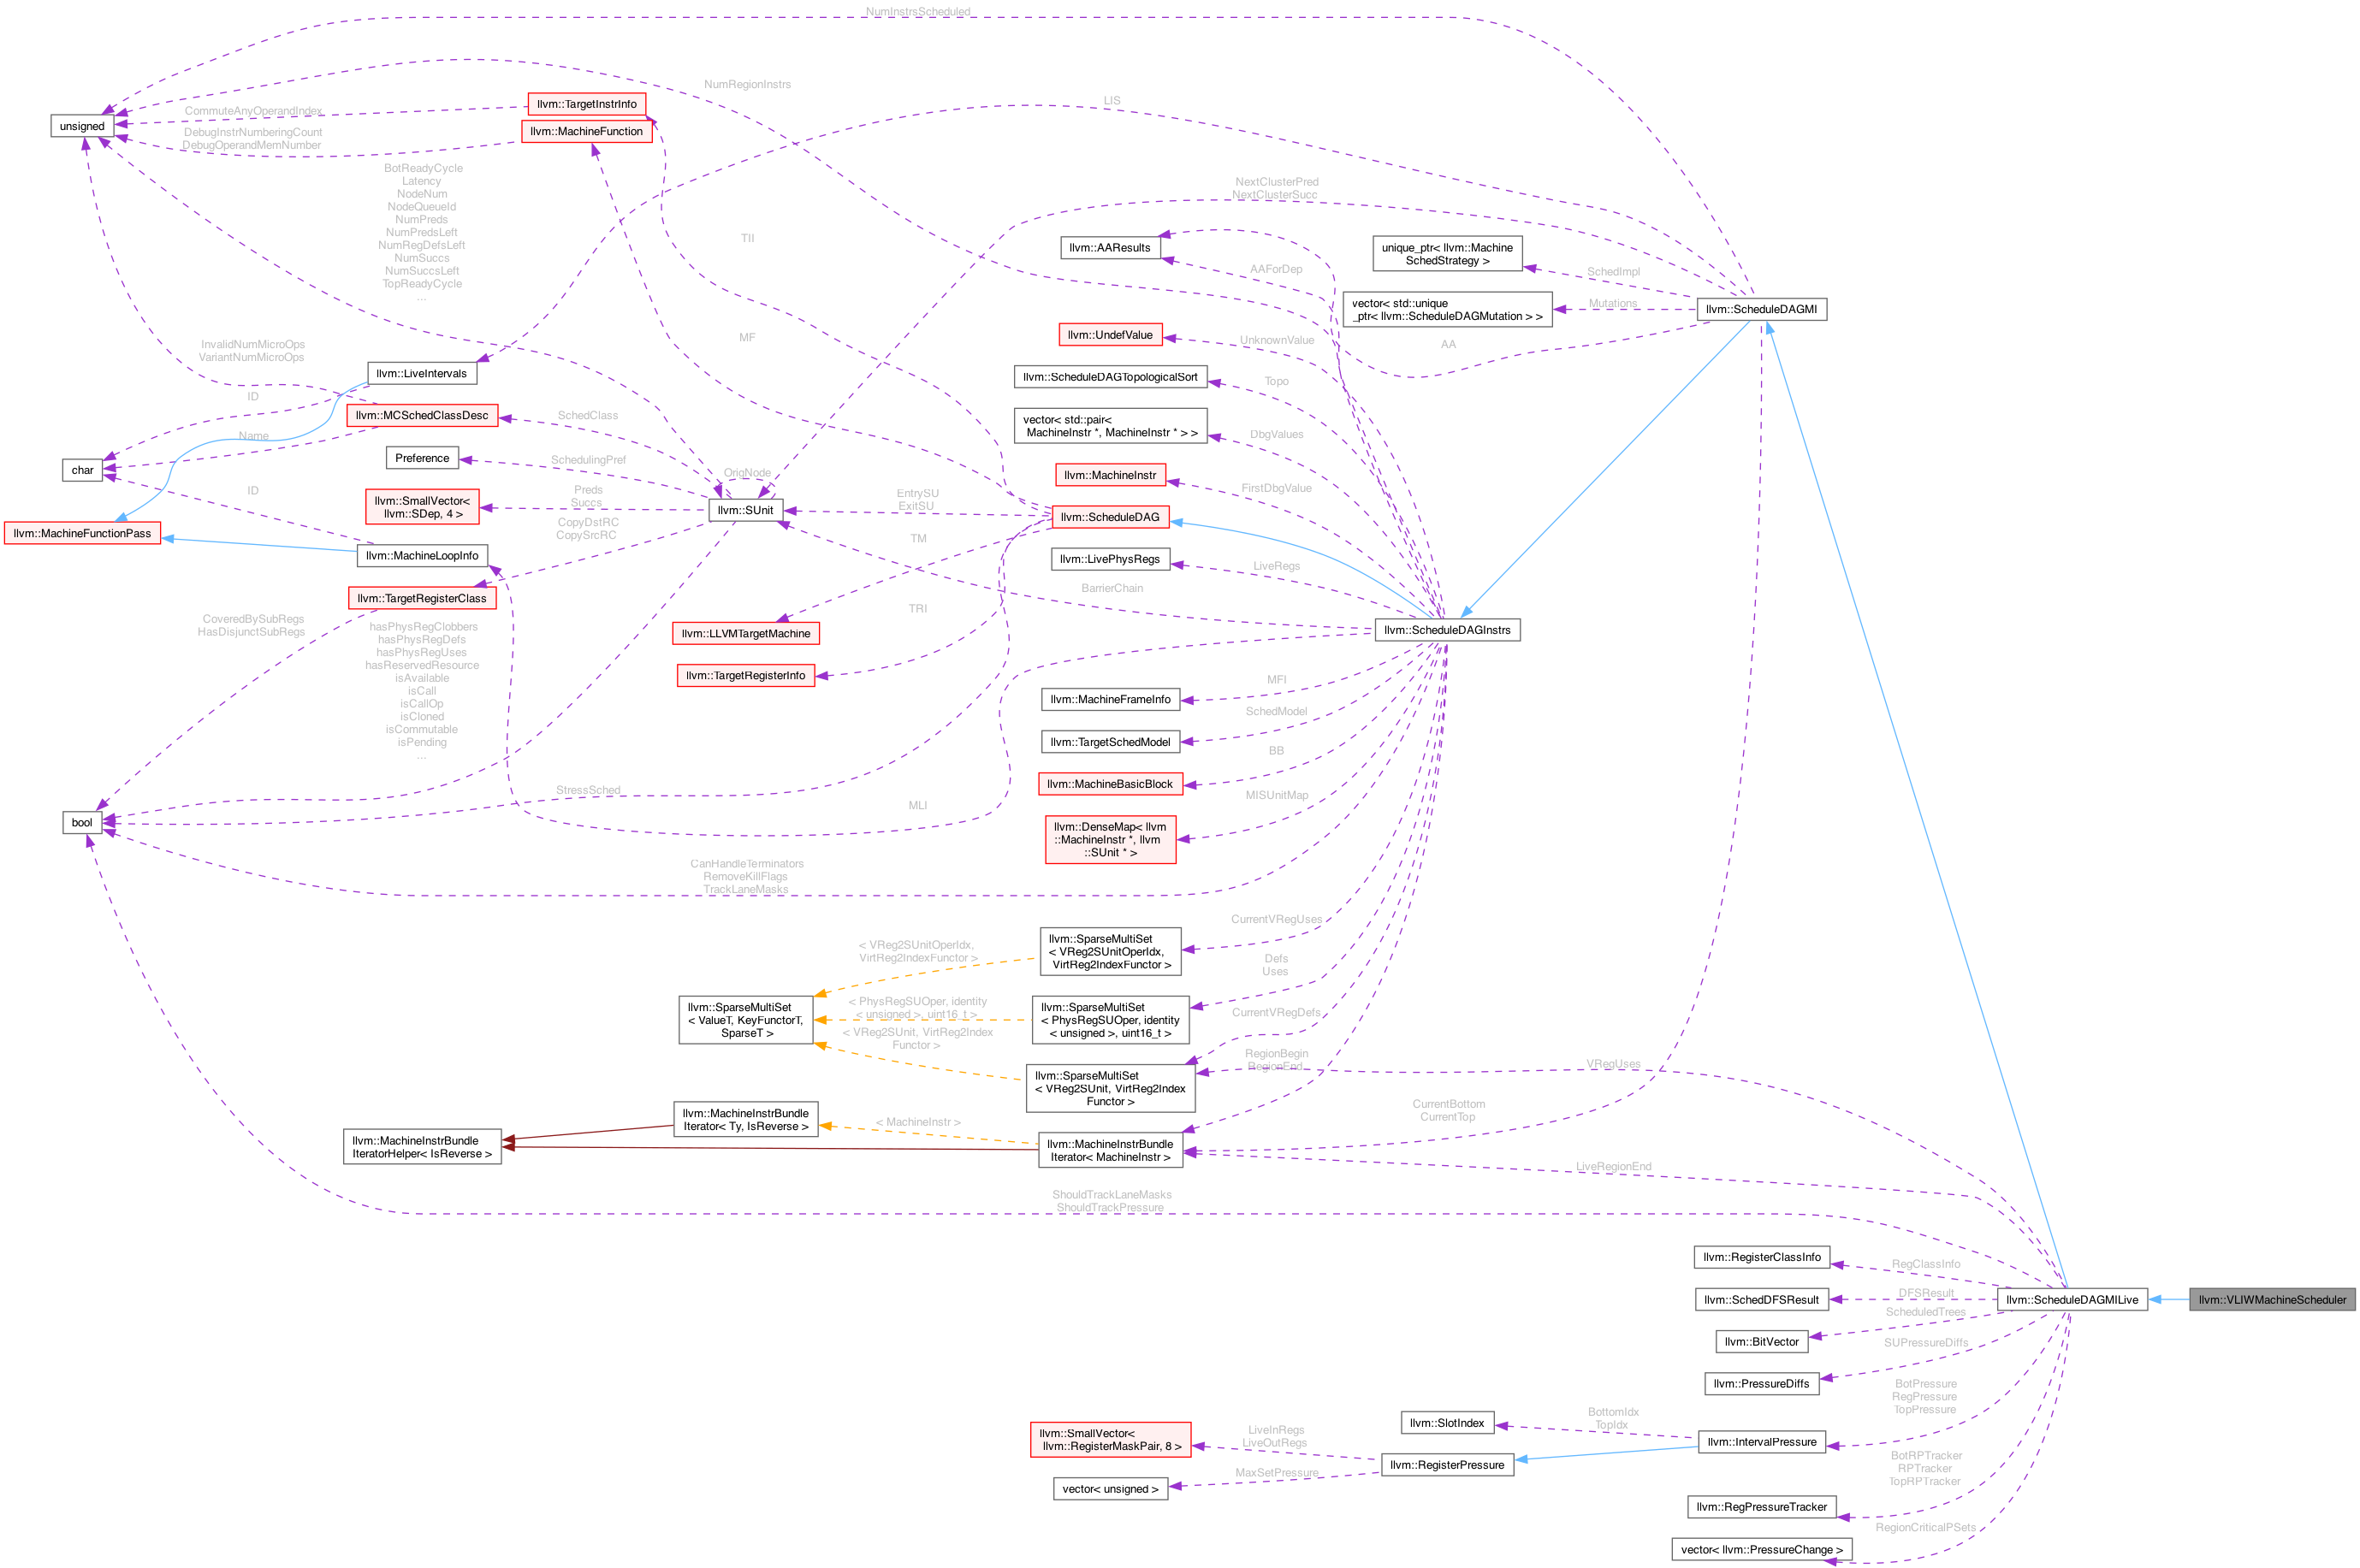 NumInstrsScheduled
NumRegionInstrs
LIS
llvm::TargetInstrInfo
CommuteAnyOperandIndex
unsigned
llvm::MachineFunction
DebugInstrNumberingCount
DebugOperandMemNumber
BotReadyCycle
Latency
NodeNum
NodeQueueId
NumPreds
NumPredsLeft
NumRegDefsLeft
NumSuccs
NumSuccsLeft
TopReadyCycle
...
NextClusterPred
NextClusterSucc
TII
llvm::AAResults
AAForDep
unique_ptr< llvm::Machine
SchedStrategy >
SchedImpl
vector< std::unique
_ptr< llvm::ScheduleDAGMutation > >
Mutations
llvm::ScheduleDAGMI
MF
llvm::UndefValue
UnknownValue
AA
InvalidNumMicroOps
VariantNumMicroOps
llvm::LiveIntervals
llvm::ScheduleDAGTopologicalSort
Topo
ID
llvm::MCSchedClassDesc
SchedClass
vector< std::pair<
MachineInstr *, MachineInstr * > >
DbgValues
Name
Preference
SchedulingPref
char
OrigNode
llvm::MachineInstr
FirstDbgValue
ID
llvm::SmallVector<
llvm::SDep, 4 >
Preds
Succs
llvm::SUnit
EntrySU
ExitSU
llvm::ScheduleDAG
llvm::MachineFunctionPass
CopyDstRC
CopySrcRC
TM
llvm::MachineLoopInfo
llvm::LivePhysRegs
LiveRegs
BarrierChain
llvm::TargetRegisterClass
TRI
CoveredBySubRegs
HasDisjunctSubRegs
llvm::LLVMTargetMachine
llvm::ScheduleDAGInstrs
hasPhysRegClobbers
hasPhysRegDefs
hasPhysRegUses
hasReservedResource
isAvailable
isCall
isCallOp
isCloned
isCommutable
isPending
...
llvm::TargetRegisterInfo
llvm::MachineFrameInfo
MFI
llvm::TargetSchedModel
SchedModel
llvm::MachineBasicBlock
BB
StressSched
MLI
MISUnitMap
bool
llvm::DenseMap< llvm
::MachineInstr *, llvm
::SUnit * >
CanHandleTerminators
RemoveKillFlags
TrackLaneMasks
CurrentVRegUses
llvm::SparseMultiSet
< VReg2SUnitOperIdx,
VirtReg2IndexFunctor >
< VReg2SUnitOperIdx,
VirtReg2IndexFunctor >
Defs
Uses
llvm::SparseMultiSet
< ValueT, KeyFunctorT,
SparseT >
< PhysRegSUOper, identity
< unsigned >, uint16_t >
llvm::SparseMultiSet
< PhysRegSUOper, identity
< unsigned >, uint16_t >
CurrentVRegDefs
< VReg2SUnit, VirtReg2Index
Functor >
RegionBegin
RegionEnd
VRegUses
llvm::SparseMultiSet
< VReg2SUnit, VirtReg2Index
Functor >
CurrentBottom
CurrentTop
llvm::MachineInstrBundle
Iterator< Ty, IsReverse >
< MachineInstr >
llvm::MachineInstrBundle
IteratorHelper< IsReverse >
llvm::MachineInstrBundle
Iterator< MachineInstr >
LiveRegionEnd
ShouldTrackLaneMasks
ShouldTrackPressure
llvm::RegisterClassInfo
RegClassInfo
llvm::SchedDFSResult
DFSResult
llvm::ScheduleDAGMILive
llvm::VLIWMachineScheduler
ScheduledTrees
llvm::BitVector
SUPressureDiffs
llvm::PressureDiffs
BotPressure
RegPressure
TopPressure
llvm::SlotIndex
BottomIdx
TopIdx
llvm::IntervalPressure
llvm::SmallVector<
llvm::RegisterMaskPair, 8 >
LiveInRegs
LiveOutRegs
llvm::RegisterPressure
BotRPTracker
RPTracker
TopRPTracker
MaxSetPressure
vector< unsigned >
llvm::RegPressureTracker
RegionCriticalPSets
vector< llvm::PressureChange >